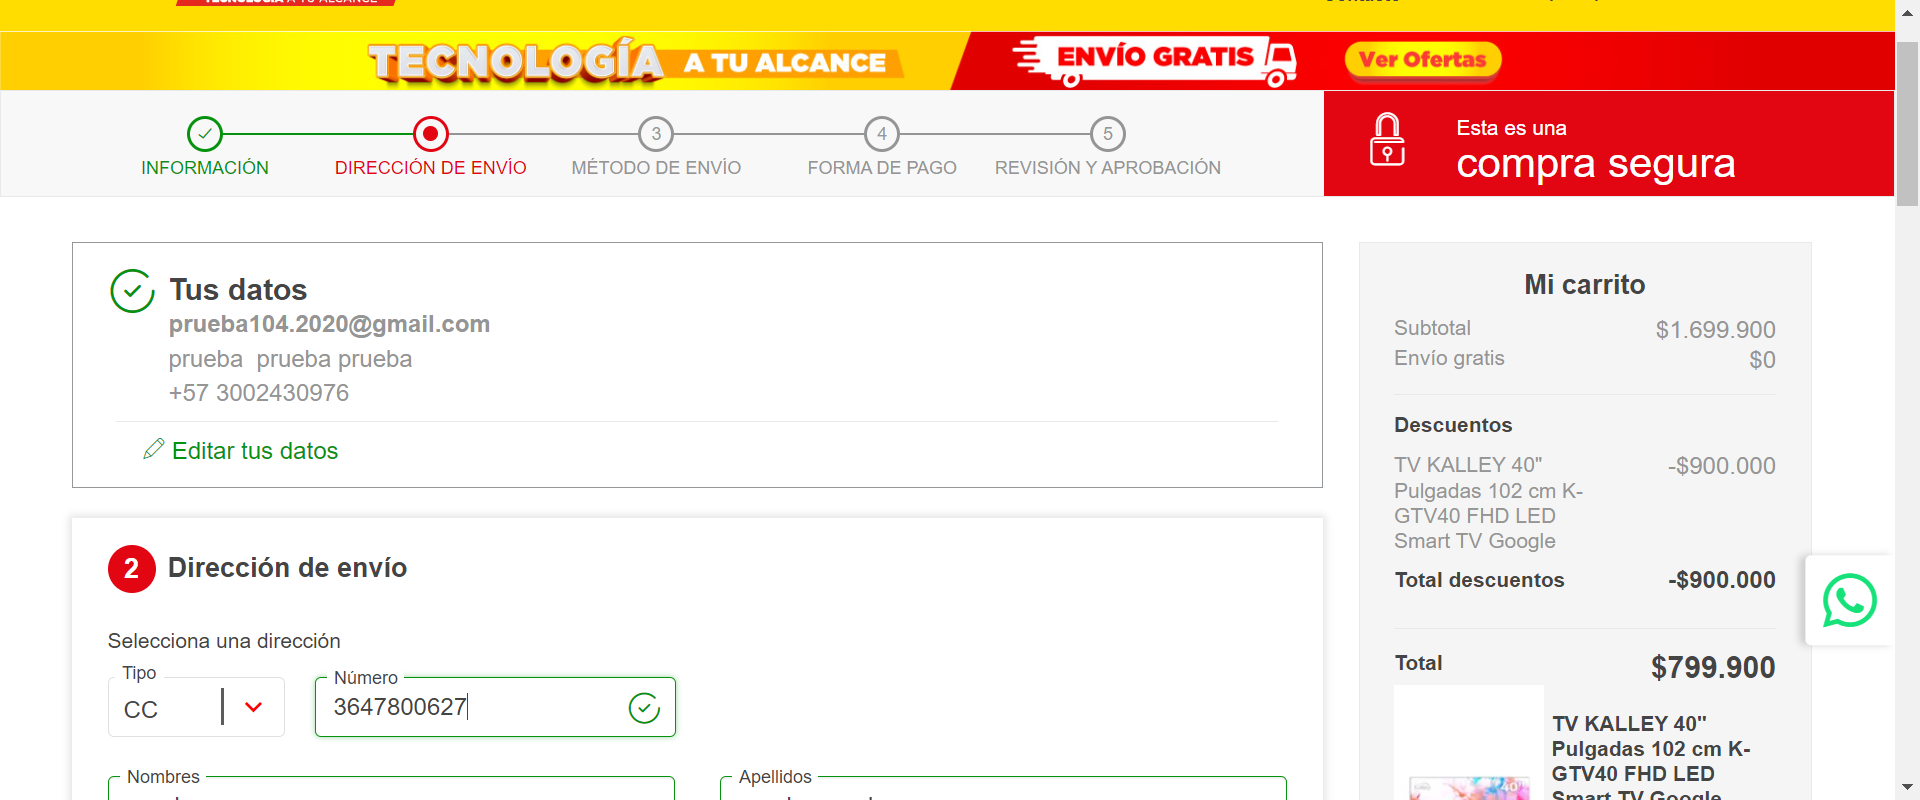 TECNOLOGÍA A TU ALCANCE
TECNOLOGÍA A TU ALCANCE
ENVÍO GRATIS
Ver Ofertas
3
4
5
INFORMACIÓN
DIRECCIÓN DE ENVÍO
MÉTODO DE ENVÍO
FORMA DE PAGO
REVISIÓN Y APROBACIÓN
Esta es una
compra segura
Tus datos
prueba104.2020@gmail.com
prueba prueba prueba
+57 3002430976
Editar tus datos
2 Dirección de envío
Selecciona una dirección
Tipo
CC
Número
3647800627
Nombres
Apellidos
Mi carrito
Subtotal $1.699.900
Envío gratis $0
Descuentos
TV KALLEY 40" -$900.000
Pulgadas 102 cm K-
GTV40 FHD LED
Smart TV Google
Total descuentos -$900.000
Total $799.900
TV KALLEY 40"
Pulgadas 102 cm K-
GTV40 FHD LED
Smart TV Google